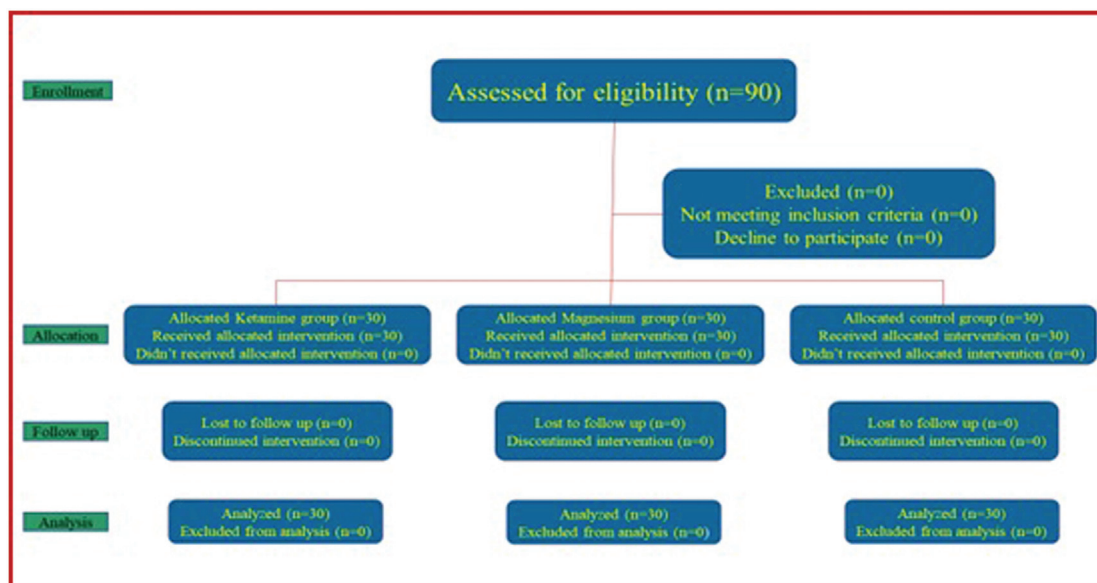 Enrollment
Assessed for eligibility (n=90)
Excluded (n=0)
Not meeting inclusion criteria (n=0)
Decline to participate (n=0)
Allocation
Allocated Ketamine group (n=30)
Received allocated intervention (n=30)
Didn't received allocated intervention (n=0)
Allocated Magnesium group (n=30)
Received allocated intervention (n=30)
Didn't received allocated intervention (n=0)
Allocated control group (n=30)
Received allocated intervention (n=30)
Didn't received allocated intervention (n=0)
Follow up
Lost to follow up (n=0)
Discontinued intervention (n=0)
Lost to follow up (n=0)
Discontinued intervention (n=0)
Lost to follow up (n=0)
Discontinued intervention (n=0)
Analysis
Analyzed (n=30)
Excluded from analysis (n=0)
Analyzed (n=30)
Excluded from analysis (n=0)
Analyzed (n=30)
Excluded from analysis (n=0)